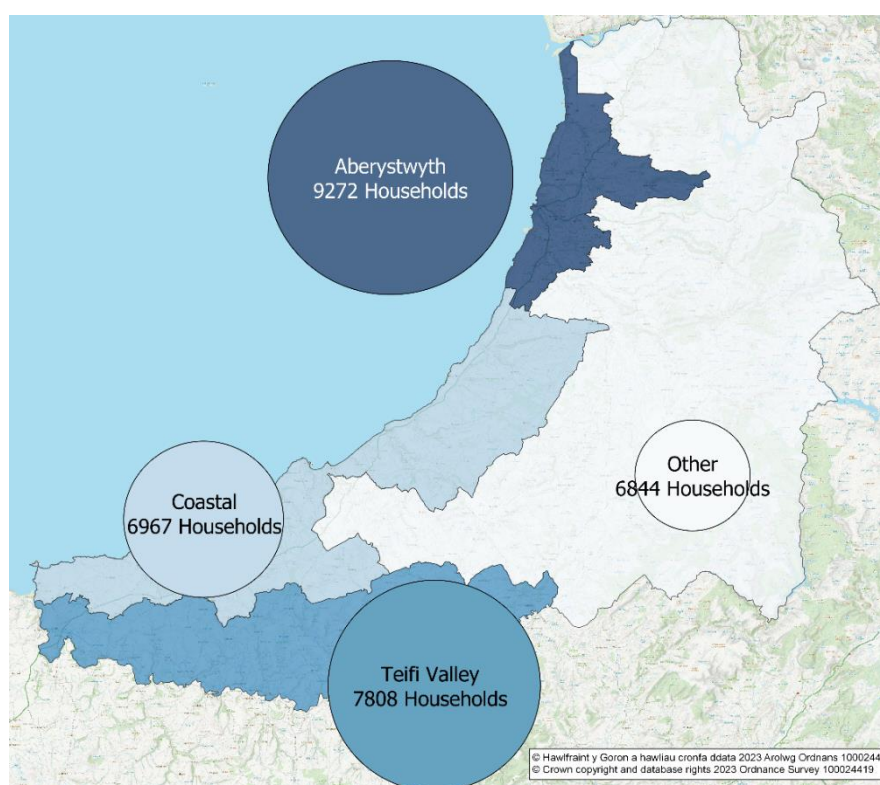 Aberystwyth
9272 Households
Other
6844 Households
Coastal
6967 Households
Teifi Valley
7808 Households
© Hawlfraint y Goron a hawliau cronfa ddata 2023 Arolwg Ordnans 1000244
© Crown copyright and database rights 2023 Ordnance Survey 100024419